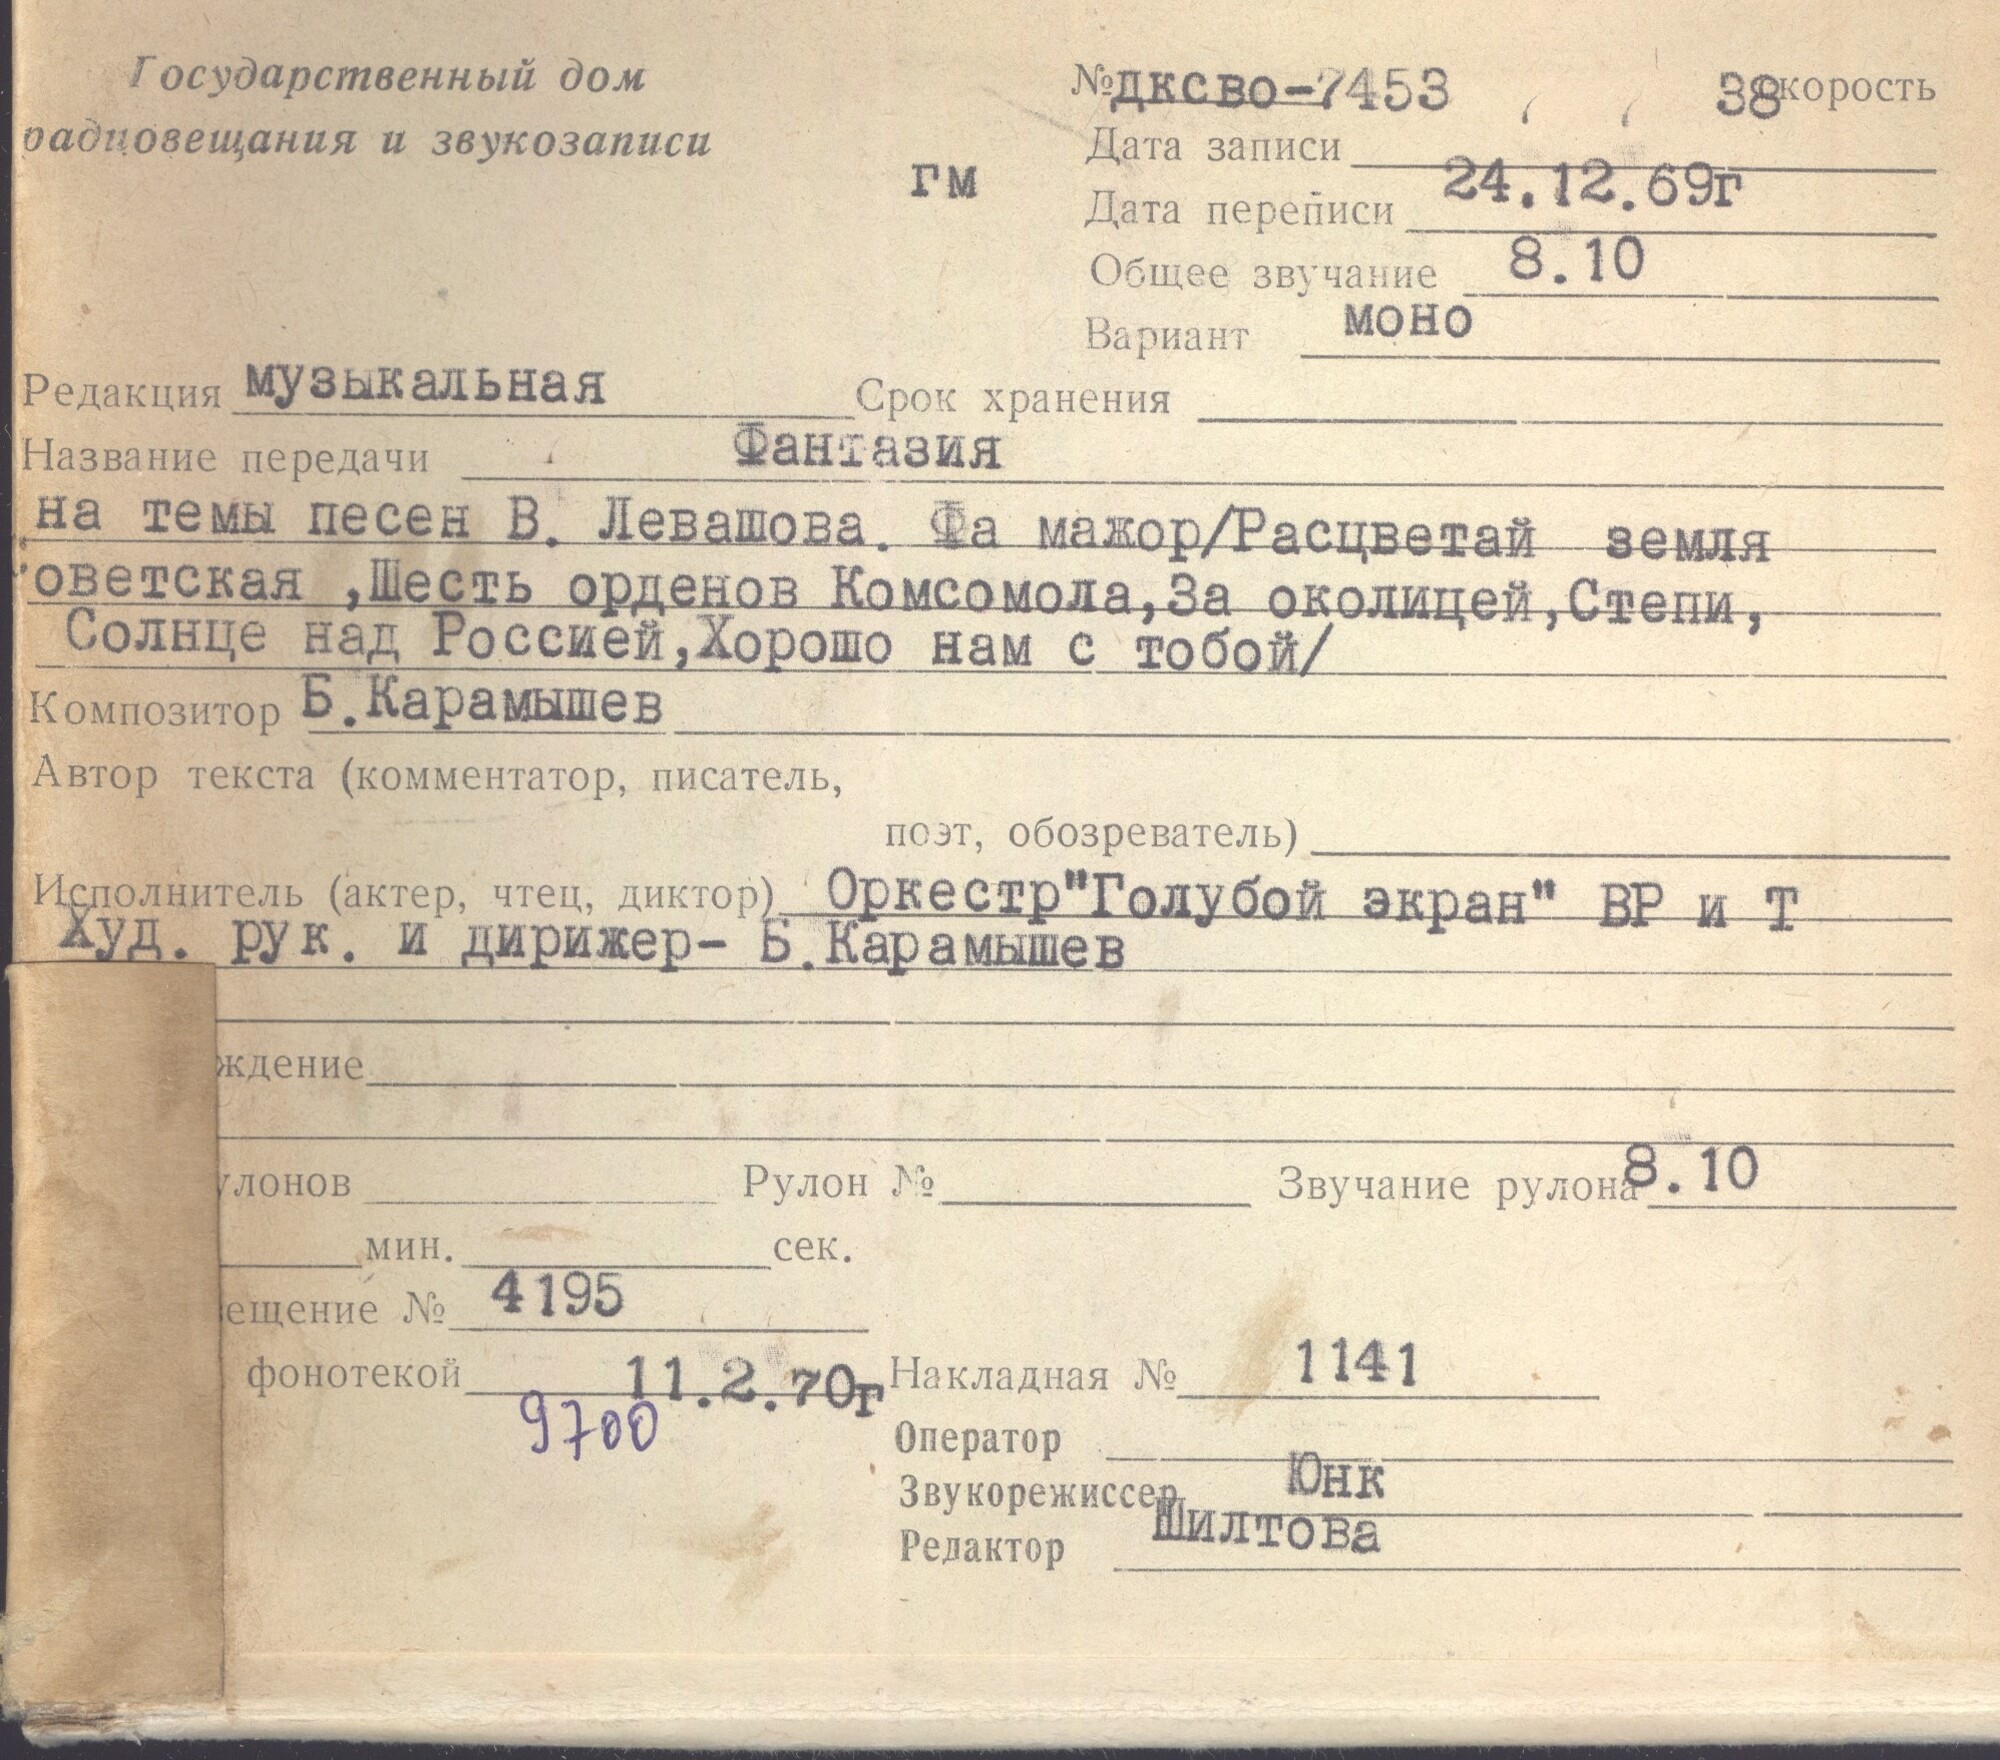 Государственный дом
радиовещания и звукозаписи
№ дксво-7453 38 скорость
гм
Дата записи
Дата переписи 24.12.69г
Общее звучание 8.10
Вариант моно
Редакция музыкальная Срок хранения
Название передачи Фантазия
на темы песен В. Левашова. Фа мажор/Расцветай земля
оветская ,Шесть орденов Комсомола,За околицей,Степи,
Солнце над Россией,Хорошо нам с тобой/
Композитор Б.Карамышев
Автор текста (комментатор, писатель,
поэт, обозреватель)
Исполнитель (актер, чтец, диктор) Оркестр"Голубой экран" ВР и Т
Худ. рук. и дирижер- Б.Карамышев
ждение
улонов Рулон № Звучание рулона 8.10
мин. сек.
ещение № 4195
фонотекой 11.2.70г Накладная № 1141
9700
Оператор
Звукорежиссер Юнк
Редактор Шилтова